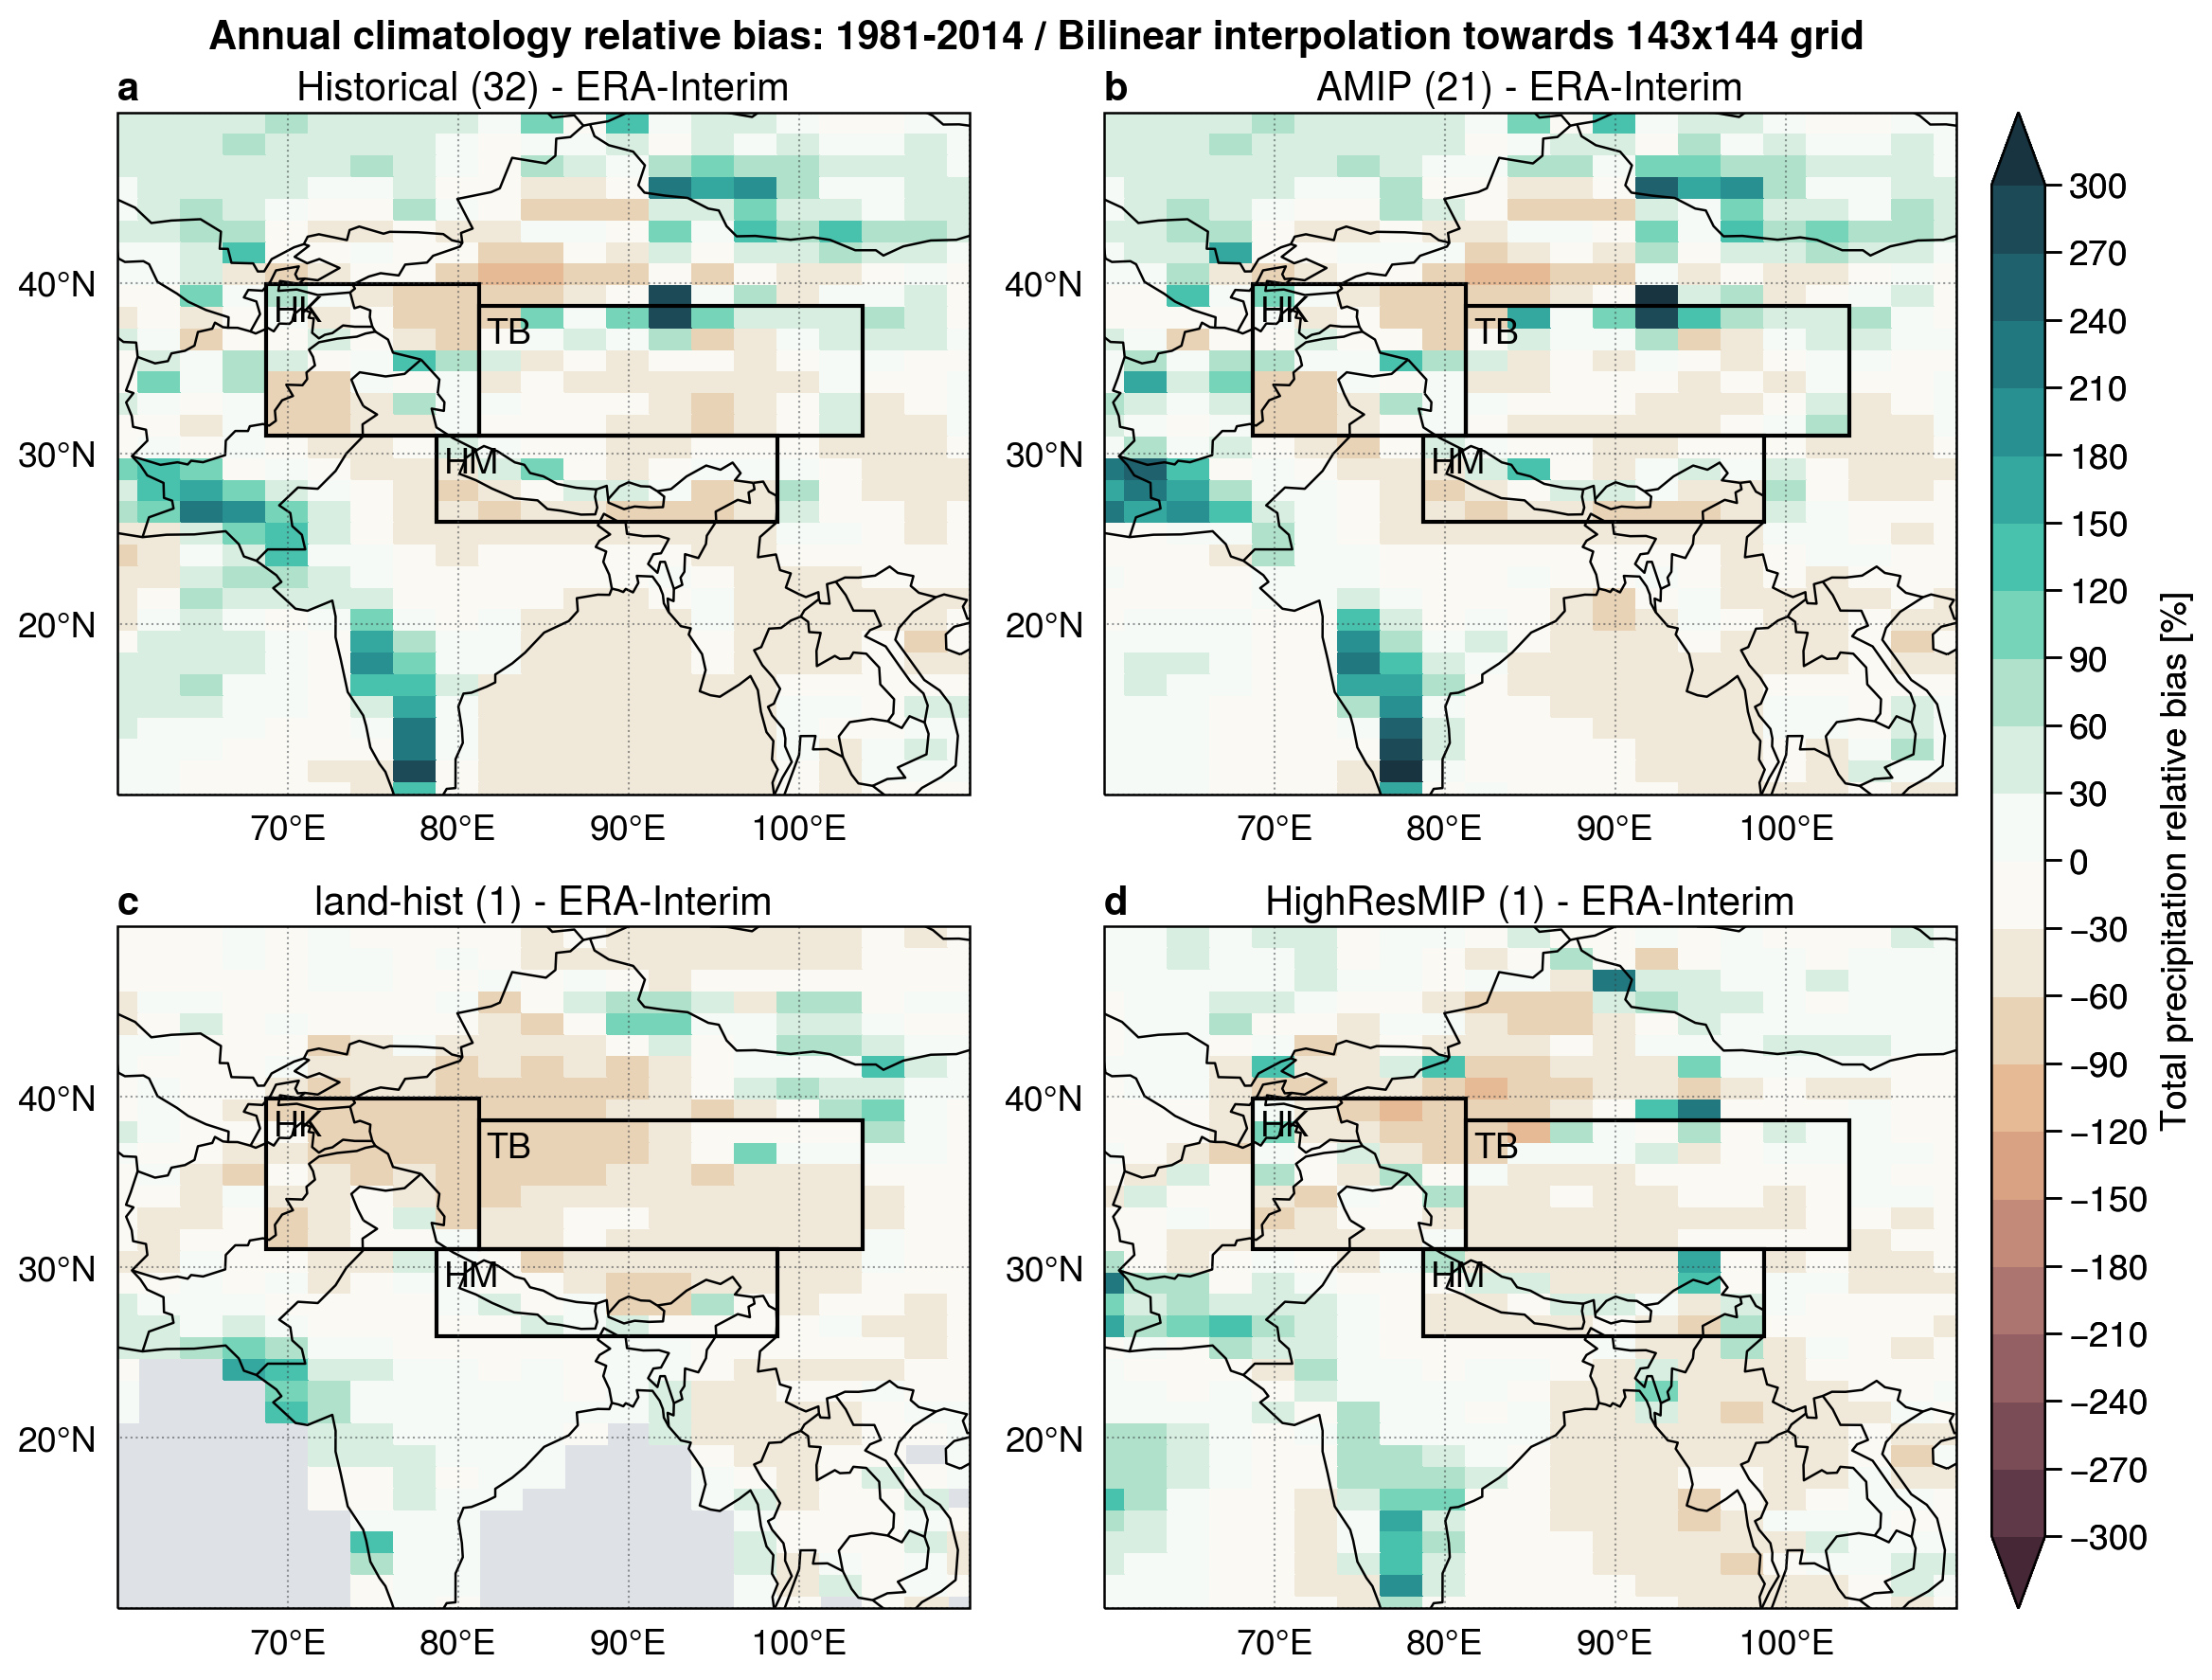 Annual climatology relative bias: 1981-2014 / Bilinear interpolation towards 143x144 grid
a Historical (32) - ERA-Interim
b AMIP (21) - ERA-Interim
40°N
30°N
20°N
HK
TB
HM
70°E 80°E 90°E 100°E
40°N
30°N
20°N
HK
TB
HM
70°E 80°E 90°E 100°E
c land-hist (1) - ERA-Interim
d HighResMIP (1) - ERA-Interim
40°N
30°N
20°N
HK
TB
HM
70°E 80°E 90°E 100°E
40°N
30°N
20°N
HK
TB
HM
70°E 80°E 90°E 100°E
300
270
240
210
180
150
120
90
60
30
0
−30
−60
−90
−120
−150
−180
−210
−240
−270
−300
Total precipitation relative bias [%]